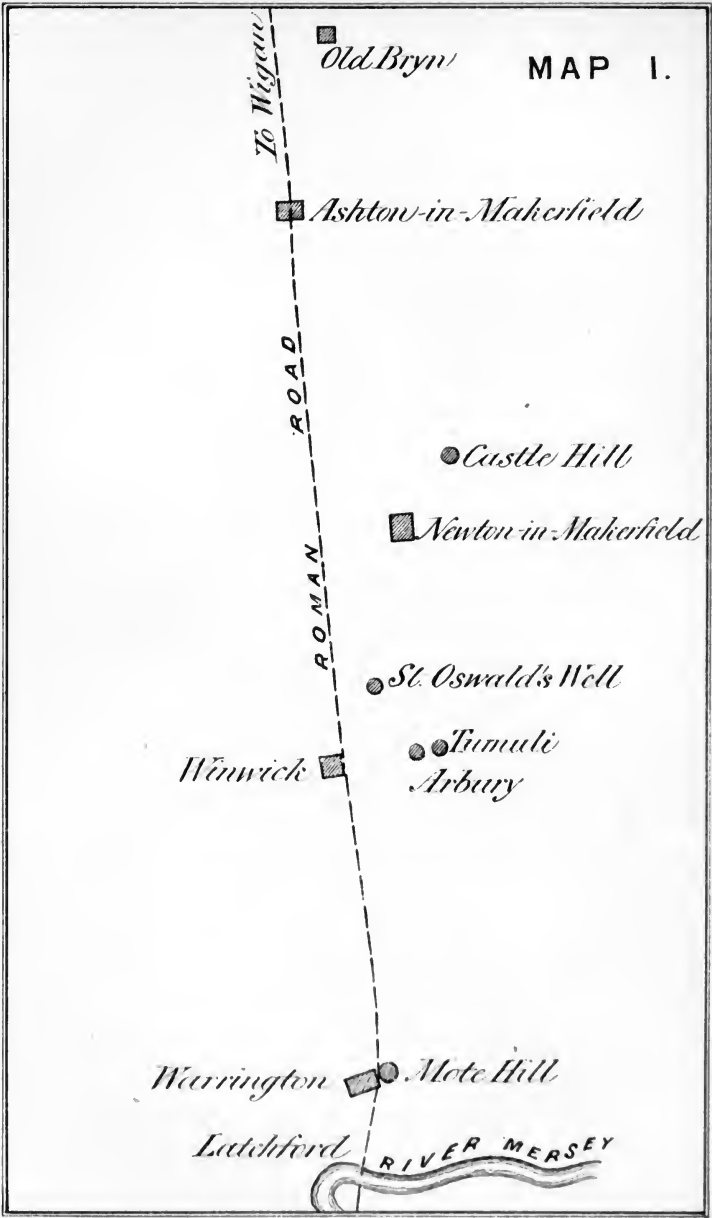 To Wigan
Old Bryn
MAP I.
Ashton-in-Makerfield
ROMAN ROAD
Castle Hill
Newton-in-Makerfield
St. Oswald's Well
Tumuli
Winwick
Arbury
Warrington
Mote Hill
Latchford
RIVER MERSEY